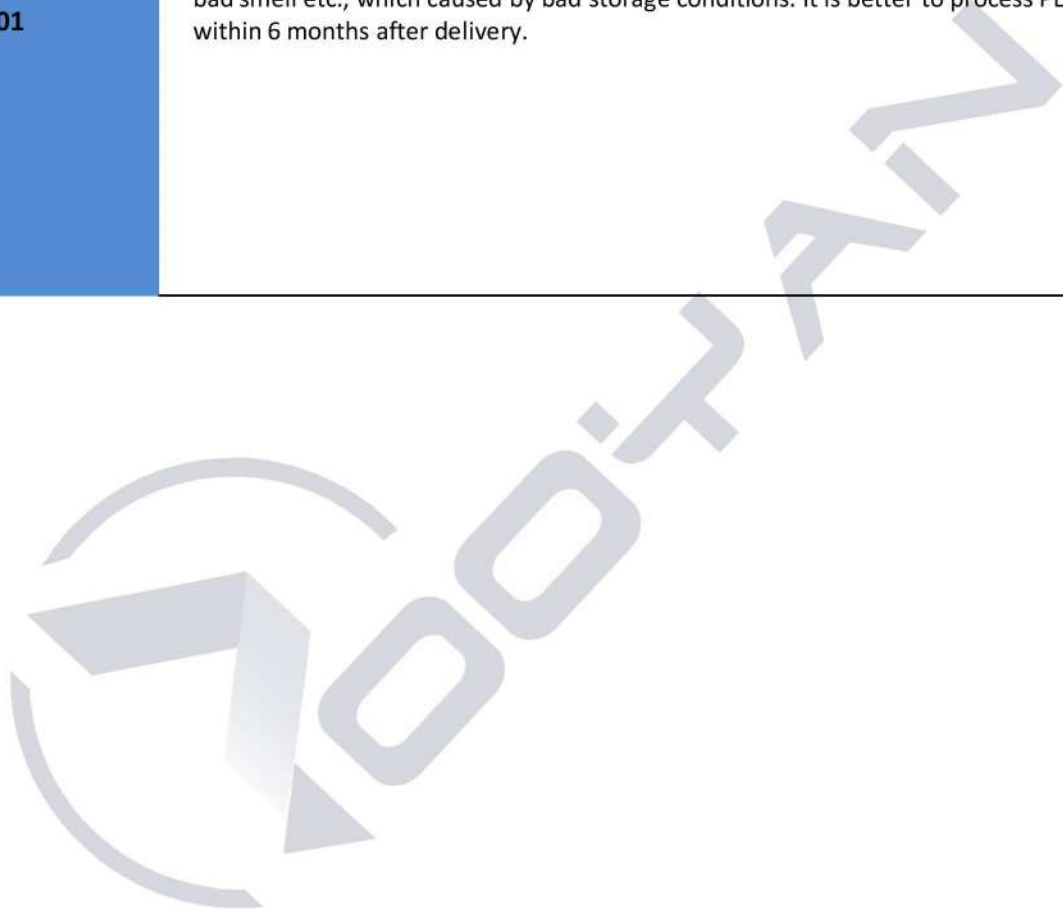 01
bad smell etc., which caused by bad storage conditions. It is better to process
within 6 months after delivery.
ROOYAN